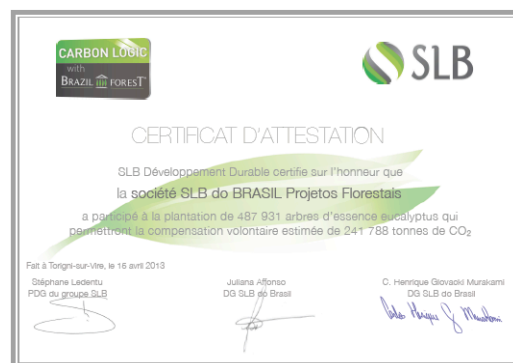 CARBON LOGIC
with
BRAZIL FOREST
SLB
CERTIFICAT D'ATTESTATION
SLB Développement Durable certifie sur l'honneur que
la société SLB do BRASIL Projetos Florestais
a participé à la plantation de 487 931 arbres d'essence eucalyptus qui
permettront la compensation volontaire estimée de 241 788 tonnes de CO₂
Fait à Torigni-sur-Vire, le 16 avril 2013
Stéphane Ledentu
PDG du groupe SLB
Juliana Affonso
DG SLB do Brasil
C. Henrique Giovaoki Murakami
DG SLB do Brasil